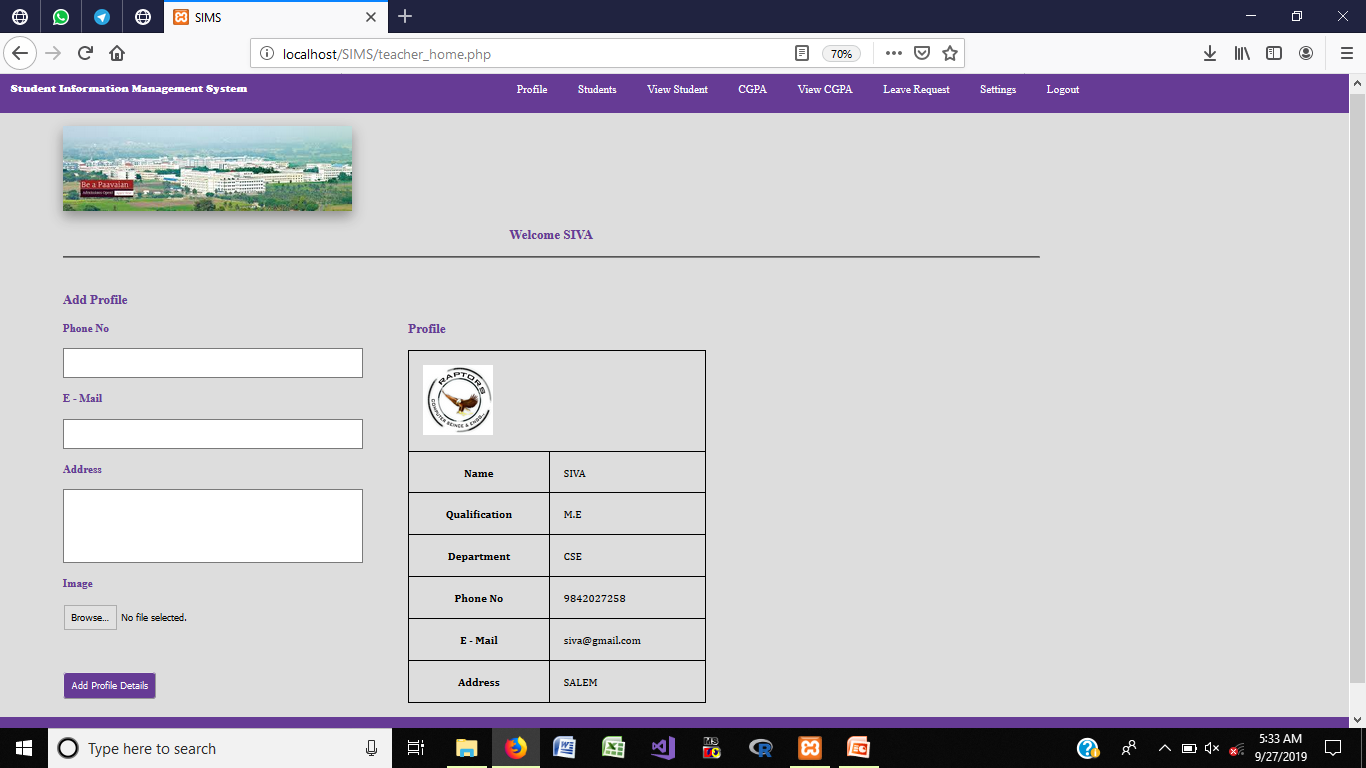 SIMS
localhost/SIMS/teacher_home.php
70%
Student Information Management System
Profile Students View Student CGPA View CGPA Leave Request Settings Logout
Be a Paavaian
Welcome SIVA
Add Profile
Phone No
E - Mail
Address
Image
Browse... No file selected.
Add Profile Details
Profile
RAPTORS
Name SIVA
Qualification M.E
Department CSE
Phone No 9842027258
E - Mail siva@gmail.com
Address SALEM
Type here to search
5:33 AM
9/27/2019